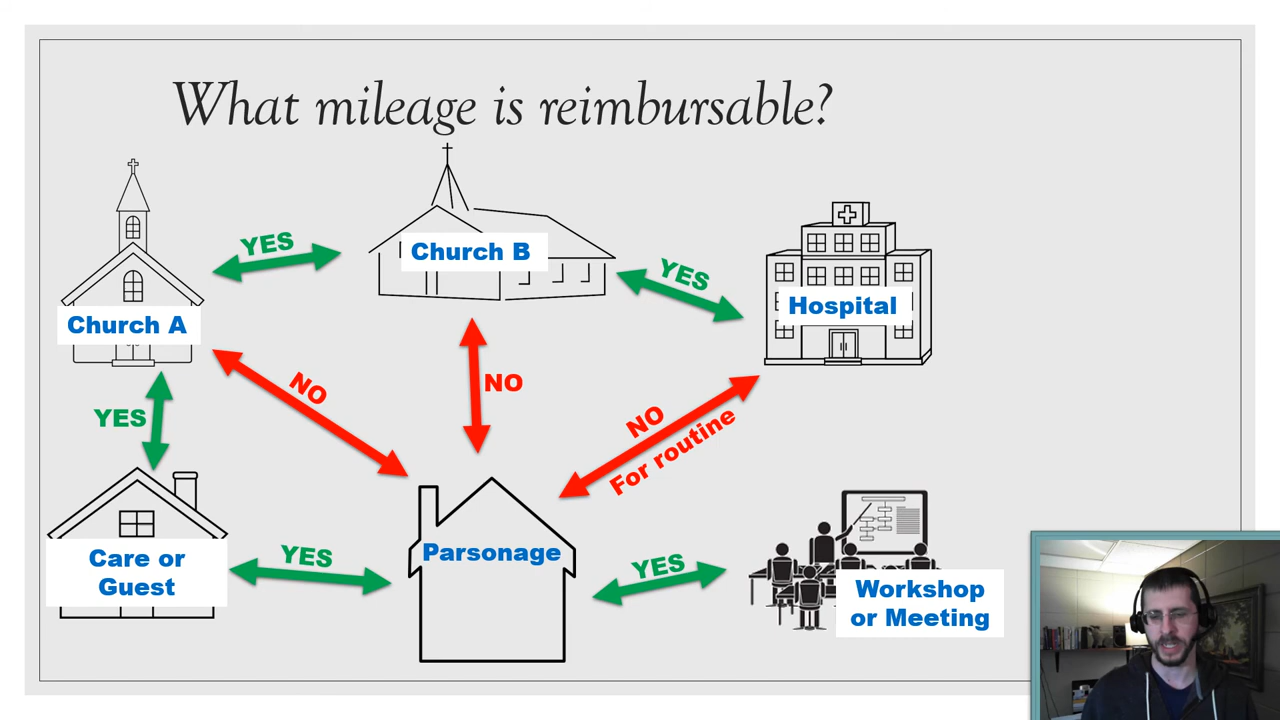 What mileage is reimbursable?
YES
Church B
YES
Church A
Hospital
YES
NO
NO
NO
For routine
Care or
Guest
YES
Parsonage
YES
Workshop
or Meeting